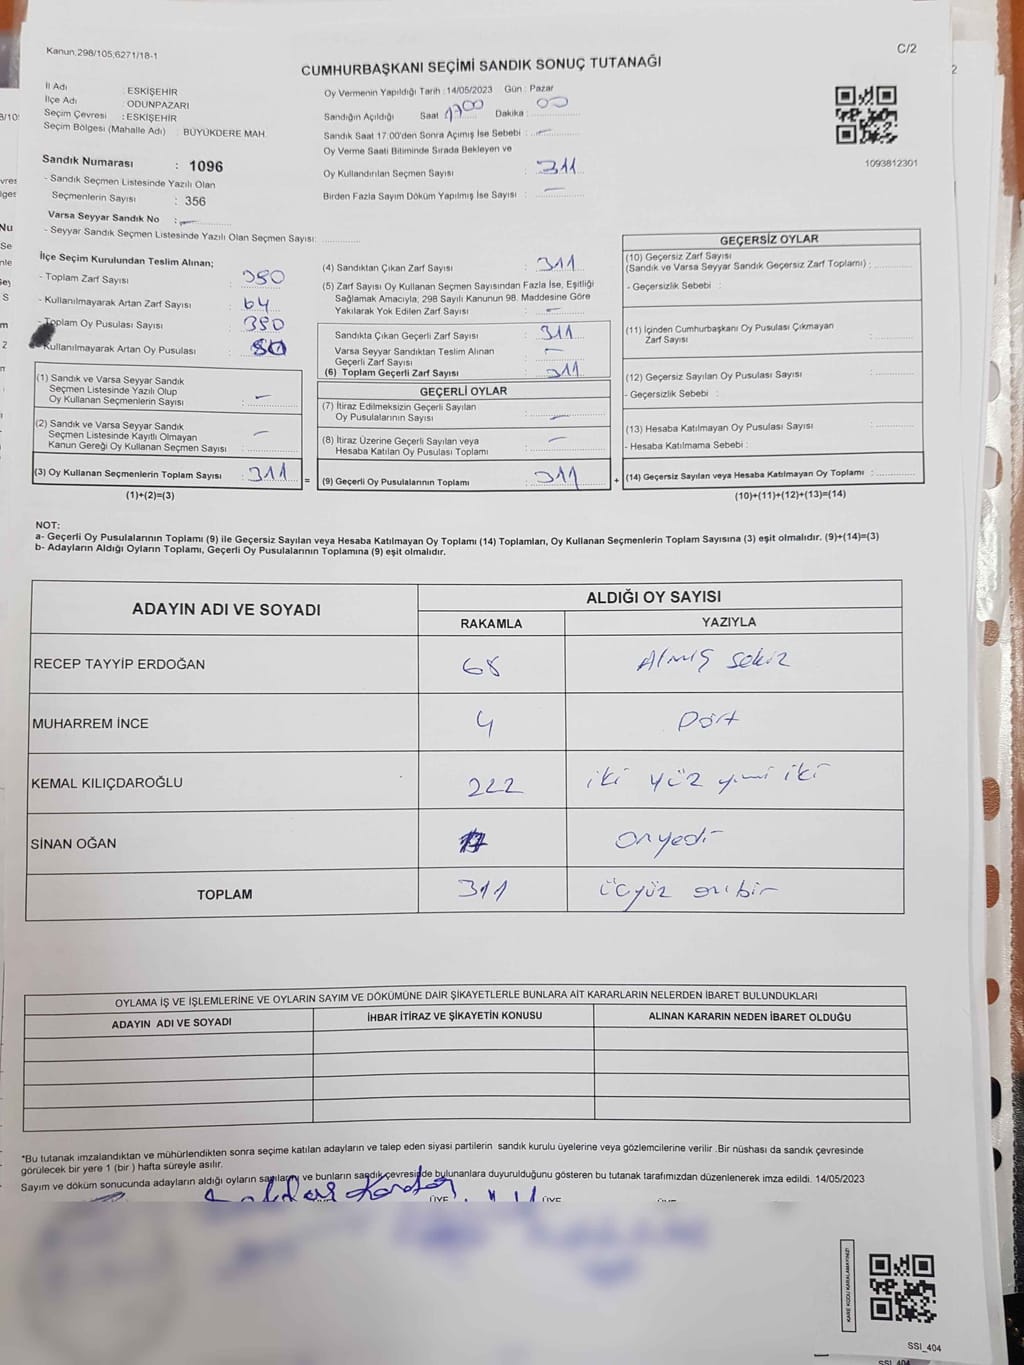 Kanun,298/105,6271/18-1
C/2
CUMHURBAŞKANI SEÇİMİ SANDIK SONUÇ TUTANAĞI
İl Adı : ESKİŞEHİR
İlçe Adı : ODUNPAZARI
Seçim Çevresi : ESKİŞEHİR
Seçim Bölgesi (Mahalle Adı) : BÜYÜKDERE MAH.
Oy Vermenin Yapıldığı Tarih : 14/05/2023 Gün : Pazar
Sandığın Açıldığı Saat 17:00 Dakika : 00
Sandık Saat 17:00'den Sonra Açımış İse Sebebi : —
Oy Verme Saati Bitiminde Sırada Bekleyen ve
Oy Kullandırılan Seçmen Sayısı : 311
Birden Fazla Sayım Döküm Yapılmış İse Sayısı : —
1093812301
Sandık Numarası : 1096
- Sandık Seçmen Listesinde Yazılı Olan
Seçmenlerin Sayısı : 356
Varsa Seyyar Sandık No : —
- Seyyar Sandık Seçmen Listesinde Yazılı Olan Seçmen Sayısı:
İlçe Seçim Kurulundan Teslim Alınan;
- Toplam Zarf Sayısı : 380
- Kullanılmayarak Artan Zarf Sayısı : 64
- Toplam Oy Pusulası Sayısı : 380
Kullanılmayarak Artan Oy Pusulası :
(1) Sandık ve Varsa Seyyar Sandık
Seçmen Listesinde Yazılı Olup
Oy Kullanan Seçmenlerin Sayısı : —
(2) Sandık ve Varsa Seyyar Sandık
Seçmen Listesinde Kayıtlı Olmayan
Kanun Gereği Oy Kullanan Seçmen Sayısı : —
(3) Oy Kullanan Seçmenlerin Toplam Sayısı : 311
(1)+(2)=(3)
=
(4) Sandıktan Çıkan Zarf Sayısı : 311
(5) Zarf Sayısı Oy Kullanan Seçmen Sayısından Fazla İse, Eşitliği
Sağlamak Amacıyla, 298 Sayılı Kanunun 98. Maddesine Göre
Yakılarak Yok Edilen Zarf Sayısı : —
Sandıkta Çıkan Geçerli Zarf Sayısı : 311
Varsa Seyyar Sandıktan Teslim Alınan
Geçerli Zarf Sayısı : —
(6) Toplam Geçerli Zarf Sayısı : 311
GEÇERLİ OYLAR
(7) İtiraz Edilmeksizin Geçerli Sayılan
Oy Pusulalarının Sayısı : —
(8) İtiraz Üzerine Geçerli Sayılan veya
Hesaba Katılan Oy Pusulası Toplamı : —
(9) Geçerli Oy Pusulalarının Toplamı : 311
+
GEÇERSİZ OYLAR
(10) Geçersiz Zarf Sayısı
(Sandık ve Varsa Seyyar Sandık Geçersiz Zarf Toplamı) :
- Geçersizlik Sebebi :
(11) İçinden Cumhurbaşkanı Oy Pusulası Çıkmayan
Zarf Sayısı :
(12) Geçersiz Sayılan Oy Pusulası Sayısı :
- Geçersizlik Sebebi :
(13) Hesaba Katılmayan Oy Pusulası Sayısı :
- Hesaba Katılmama Sebebi :
(14) Geçersiz Sayılan veya Hesaba Katılmayan Oy Toplamı :
(10)+(11)+(12)+(13)=(14)
NOT:
a- Geçerli Oy Pusulalarının Toplamı (9) ile Geçersiz Sayılan veya Hesaba Katılmayan Oy Toplamı (14) Toplamları, Oy Kullanan Seçmenlerin Toplam Sayısına (3) eşit olmalıdır. (9)+(14)=(3)
b- Adayların Aldığı Oyların Toplamı, Geçerli Oy Pusulalarının Toplamına (9) eşit olmalıdır.
ADAYIN ADI VE SOYADI ALDIĞI OY SAYISI
RAKAMLA YAZIYLA
RECEP TAYYİP ERDOĞAN 68 Atmış sekiz
MUHARREM İNCE 4 Dört
KEMAL KILIÇDAROĞLU 222 iki yüz yirmi iki
SİNAN OĞAN 17 Onyedi
TOPLAM 311 üçyüz onbir
OYLAMA İŞ VE İŞLEMLERİNE VE OYLARIN SAYIM VE DÖKÜMÜNE DAİR ŞİKAYETLERLE BUNLARA AİT KARARLARIN NELERDEN İBARET BULUNDUKLARI
ADAYIN ADI VE SOYADI İHBAR İTİRAZ VE ŞİKAYETİN KONUSU ALINAN KARARIN NEDEN İBARET OLDUĞU
*Bu tutanak imzalandıktan ve mühürlendikten sonra seçime katılan adayların ve talep eden siyasi partilerin sandık kurulu üyelerine veya gözlemcilerine verilir .Bir nüshası da sandık çevresinde
görülecek bir yere 1 (bir ) hafta süreyle asılır.
Sayım ve döküm sonucunda adayların aldığı oyların sayılarını ve bunların sandık çevresinde bulunanlara duyurulduğunu gösteren bu tutanak tarafımızdan düzenlenerek imza edildi. 14/05/2023
ÜYE ÜYE
KARE KODU KARALAMAYINIZ!
SSI_404
SSI_404